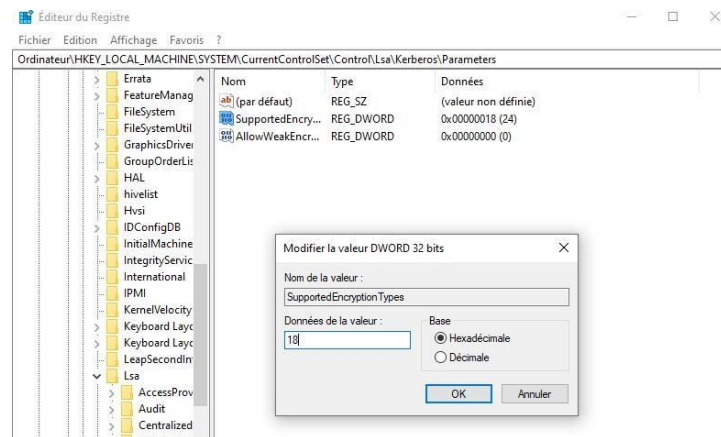 Éditeur du Registre
Fichier Edition Affichage Favoris ?
Ordinateur\HKEY_LOCAL_MACHINE\SYSTEM\CurrentControlSet\Control\Lsa\Kerberos\Parameters
Errata
FeatureManag
FileSystem
FileSystemUtil
GraphicsDriver
GroupOrderLis
HAL
hivelist
Hvsi
IDConfigDB
InitialMachine
IntegrityServic
International
IPMI
KernelVelocity
Keyboard Layo
Keyboard Layo
LeapSecondIn
Lsa
AccessProv
Audit
Centralized
Nom Type Données
(par défaut) REG_SZ (valeur non définie)
SupportedEncry... REG_DWORD 0x00000018 (24)
AllowWeakEncr... REG_DWORD 0x00000000 (0)
Modifier la valeur DWORD 32 bits
Nom de la valeur :
SupportedEncryptionTypes
Données de la valeur :
18
Base
Hexadécimale
Décimale
OK Annuler